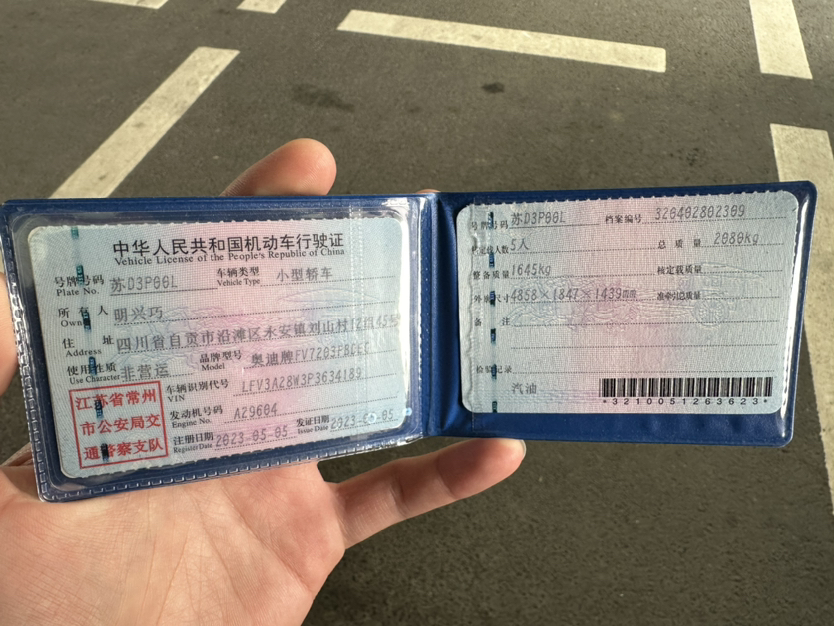 中华人民共和国机动车行驶证
Vehicle License of the People's Republic of China
号牌号码 苏D3P00L 车辆类型 小型轿车
Plate No. Vehicle Type
所有人 明兴巧
Owner
住址 四川省自贡市沿滩区永安镇刘山村12组45号
Address
使用性质 非营运 品牌型号 奥迪牌
Use Character Model
江苏省常州
市公安局交
通警察支队
车辆识别代号 LFV3A28W3P3634189
VIN
发动机号码 A29604
Engine No.
注册日期 2023-05-05 发证日期 2023-05-05
Register Date Issue Date
号牌号码 苏D3P00L 档案编号 320402802309
核定载人数 5人 总质量 2080kg
整备质量 1645kg 核定载质量
外廓尺寸 4858×1847×1439mm 准牵引总质量
备注
检验记录
汽油
*3210051263623*